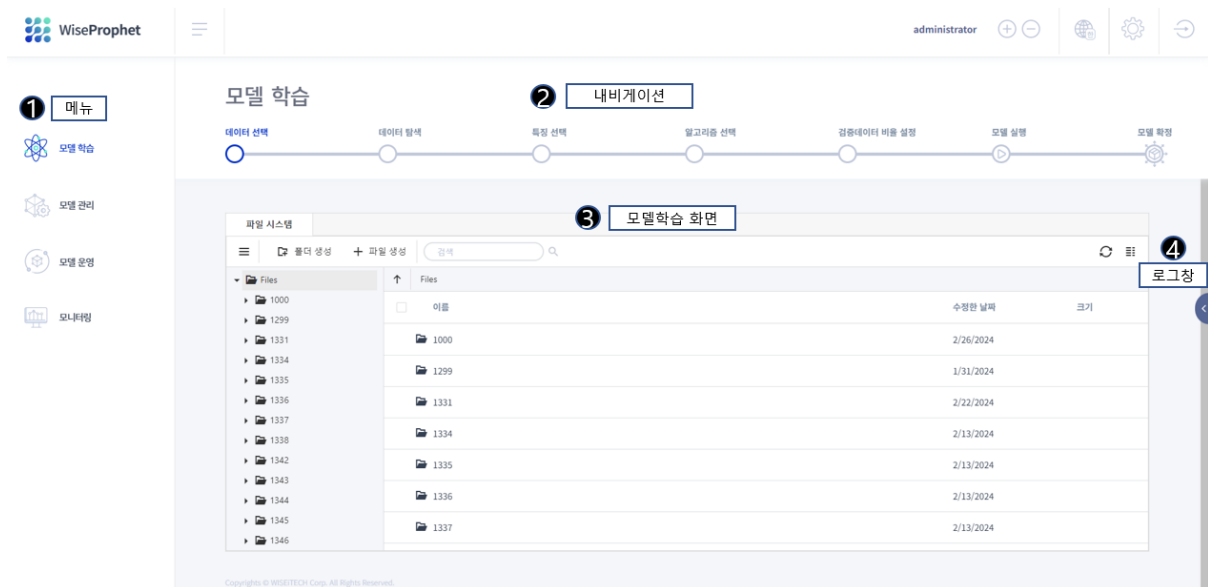 WiseProphet
administrator
1 메뉴
모델 학습
모델 관리
모델 운영
모니터링
모델 학습
2 내비게이션
데이터 선택 데이터 탐색 특징 선택 알고리즘 선택 검증데이터 비율 설정 모델 실행 모델 확정
3 모델학습 화면
4 로그창
파일 시스템
폴더 생성 + 파일 생성 검색
Files
1000
1299
1331
1334
1335
1336
1337
1338
1342
1343
1344
1345
1346
Files
이름 수정한 날짜 크기
1000 2/26/2024
1299 1/31/2024
1331 2/22/2024
1334 2/13/2024
1335 2/13/2024
1336 2/13/2024
1337 2/13/2024
Copyrights © WISEiTECH Corp. All Rights Reserved.